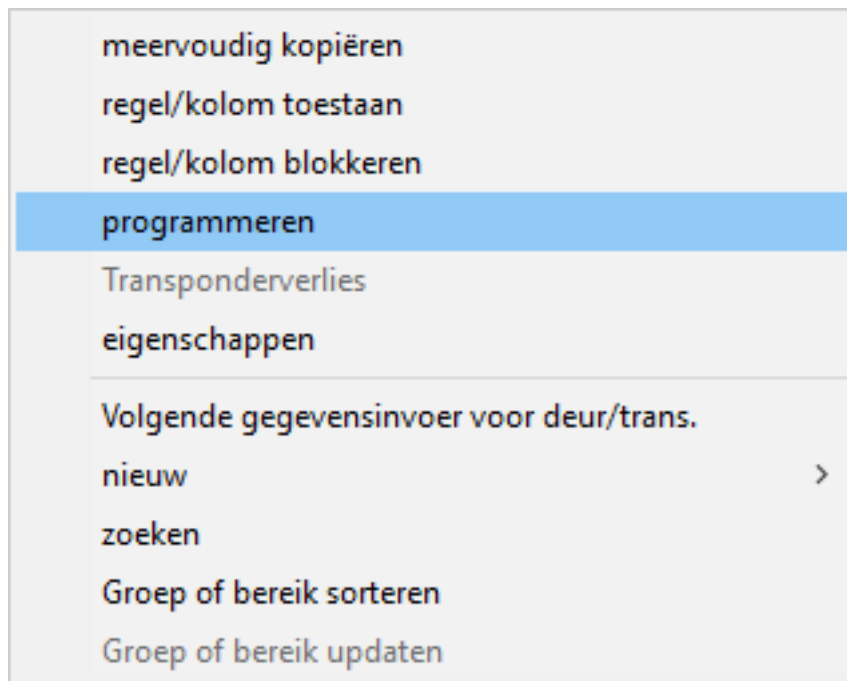 meervoudig kopiëren
regel/kolom toestaan
regel/kolom blokkeren
programmeren
Transponderverlies
eigenschappen
Volgende gegevensinvoer voor deur/trans.
nieuw
zoeken
Groep of bereik sorteren
Groep of bereik updaten